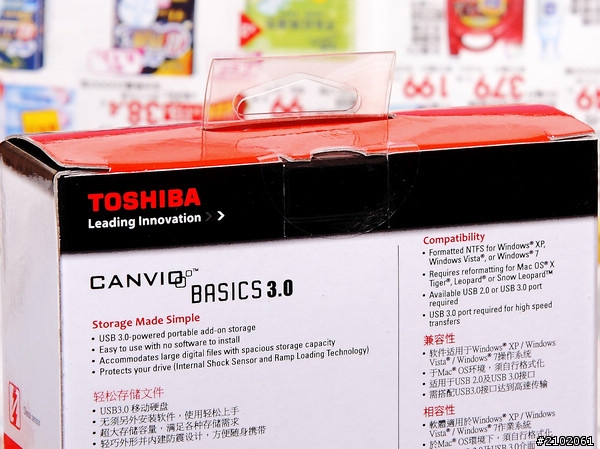 199
379
99
38.4
TOSHIBA
Leading Innovation
CANVIO™ BASICS 3.0
Storage Made Simple
• USB 3.0-powered portable add-on storage
• Easy to use with no software to install
• Accommodates large digital files with spacious storage capacity
• Protects your drive (Internal Shock Sensor and Ramp Loading Technology)
轻松存储文件
• USB3.0 移动硬盘
• 无须另外安装软件，使用轻松上手
• 超大存储容量，满足各种存储需求
• 轻巧外形并内建防震设计，方便随身携带
Compatibility
• Formatted NTFS for Windows® XP,
Windows Vista®, or Windows® 7
• Requires reformatting for Mac OS® X
Tiger®, Leopard® or Snow Leopard™
• Available USB 2.0 or USB 3.0 port
required
• USB 3.0 port required for high speed
transfers
兼容性
• 软件适用于Windows® XP / Windows
Vista® / Windows® 7操作系统
• 于Mac® OS环境，须自行格式化
• 适用于USB 2.0及USB 3.0接口
• 需搭配USB3.0接口达到高速传输
相容性
• 軟體適用於Windows® XP / Windows
Vista® / Windows® 7作業系統
• 於Mac® OS環境下，須自行格式化
#2102061